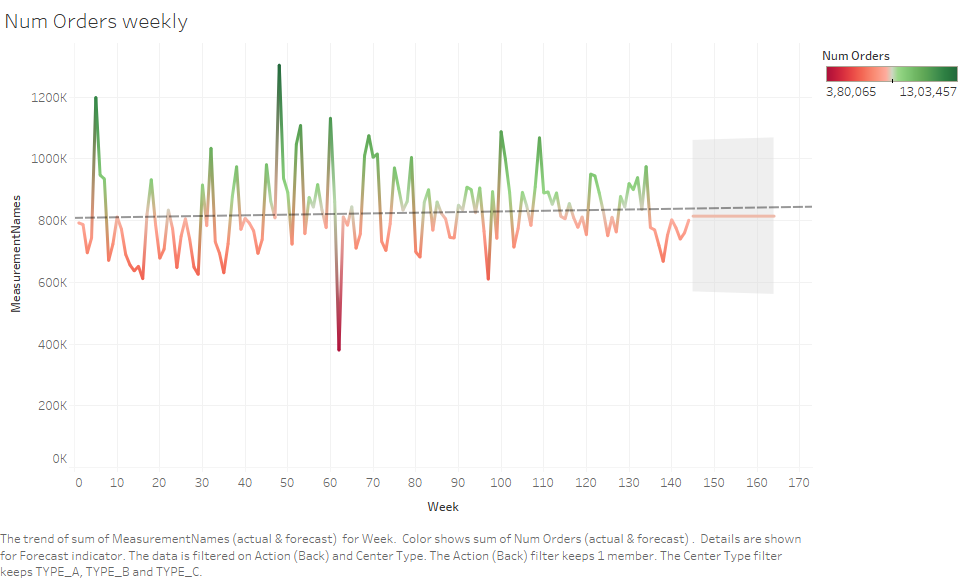 Num Orders weekly
Num Orders
3,80,065 13,03,457
MeasurementNames
1200K
1000K
800K
600K
400K
200K
0K
0 10 20 30 40 50 60 70 80 90 100 110 120 130 140 150 160 170
Week
The trend of sum of MeasurementNames (actual & forecast) for Week. Color shows sum of Num Orders (actual & forecast) . Details are shown
for Forecast indicator. The data is filtered on Action (Back) and Center Type. The Action (Back) filter keeps 1 member. The Center Type filter
keeps TYPE_A, TYPE_B and TYPE_C.